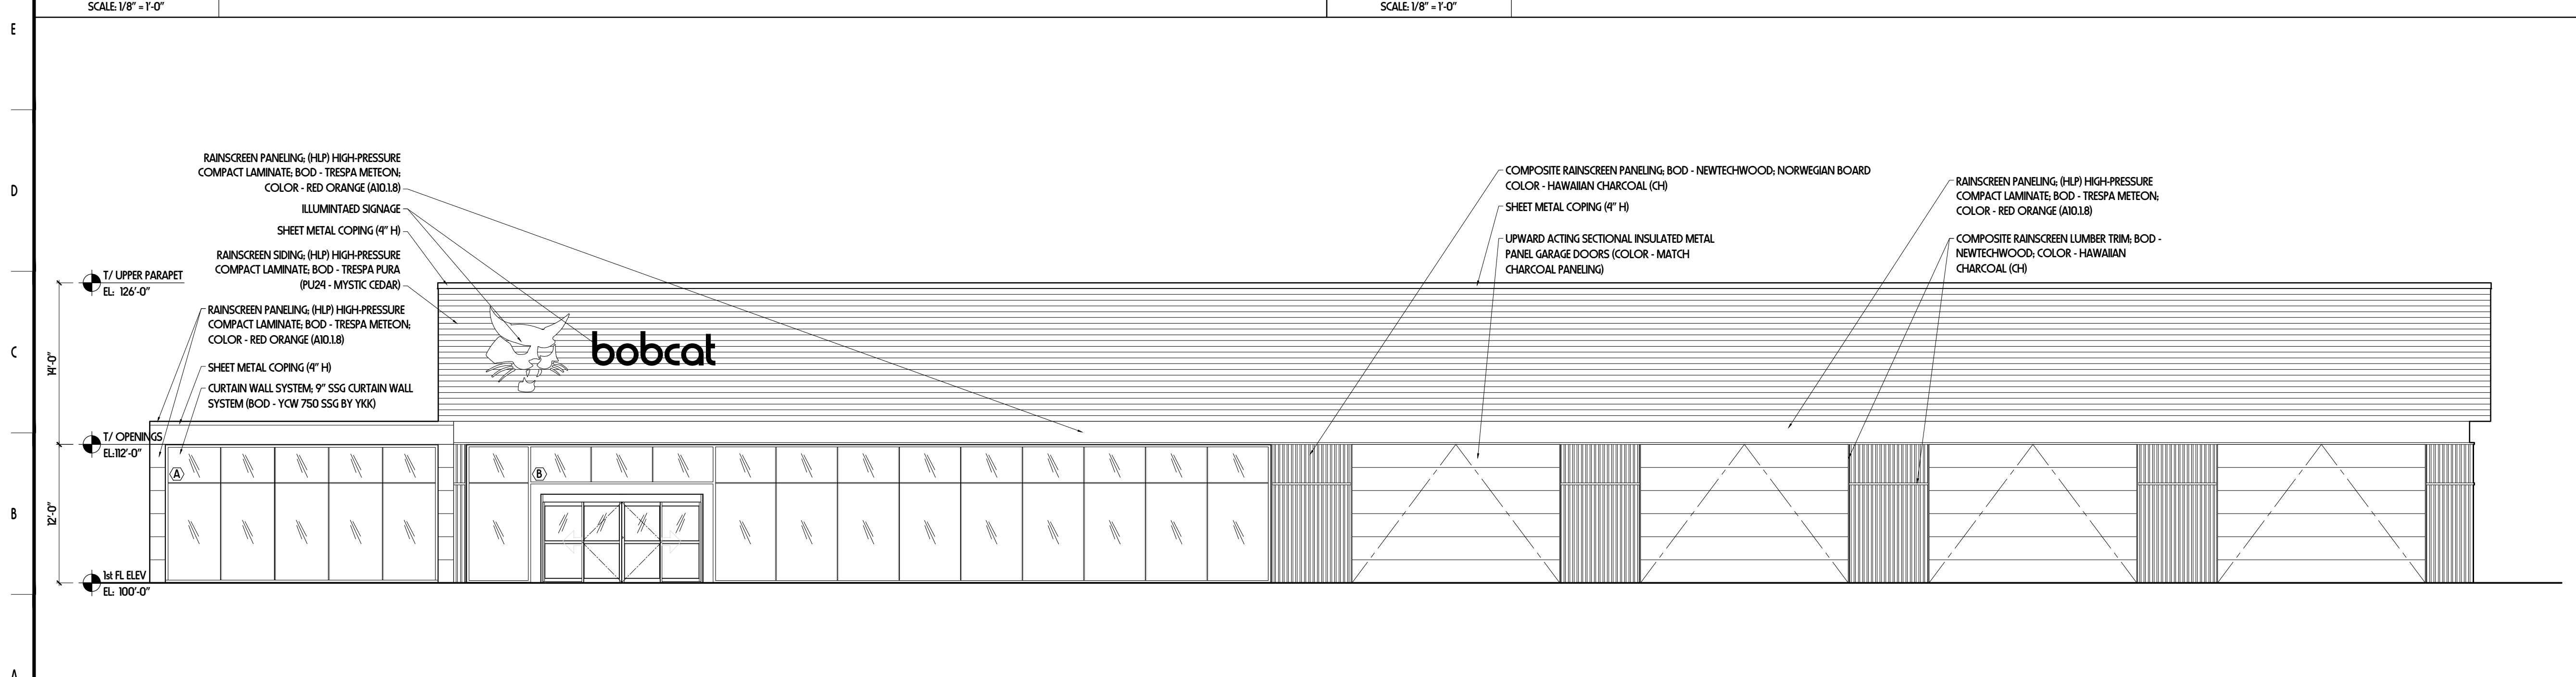 SCALE: 1/8" = 1'-0"
SCALE: 1/8" = 1'-0"
E
D
C
B
A
RAINSCREEN PANELING; (HLP) HIGH-PRESSURE
COMPACT LAMINATE; BOD - TRESPA METEON;
COLOR - RED ORANGE (A10.1.8)
ILLUMINTAED SIGNAGE
SHEET METAL COPING (4" H)
RAINSCREEN SIDING; (HLP) HIGH-PRESSURE
COMPACT LAMINATE; BOD - TRESPA PURA
(PU24 - MYSTIC CEDAR)
T/ UPPER PARAPET
EL: 126'-0"
RAINSCREEN PANELING; (HLP) HIGH-PRESSURE
COMPACT LAMINATE; BOD - TRESPA METEON;
COLOR - RED ORANGE (A10.1.8)
SHEET METAL COPING (4" H)
CURTAIN WALL SYSTEM; 9" SSG CURTAIN WALL
SYSTEM (BOD - YCW 750 SSG BY YKK)
14'-0"
T/ OPENINGS
EL:112'-0"
12'-0"
1st FL ELEV
EL: 100'-0"
bobcat
A
B
COMPOSITE RAINSCREEN PANELING; BOD - NEWTECHWOOD; NORWEGIAN BOARD
COLOR - HAWAIIAN CHARCOAL (CH)
SHEET METAL COPING (4" H)
UPWARD ACTING SECTIONAL INSULATED METAL
PANEL GARAGE DOORS (COLOR - MATCH
CHARCOAL PANELING)
RAINSCREEN PANELING; (HLP) HIGH-PRESSURE
COMPACT LAMINATE; BOD - TRESPA METEON;
COLOR - RED ORANGE (A10.1.8)
COMPOSITE RAINSCREEN LUMBER TRIM; BOD -
NEWTECHWOOD; COLOR - HAWAIIAN
CHARCOAL (CH)